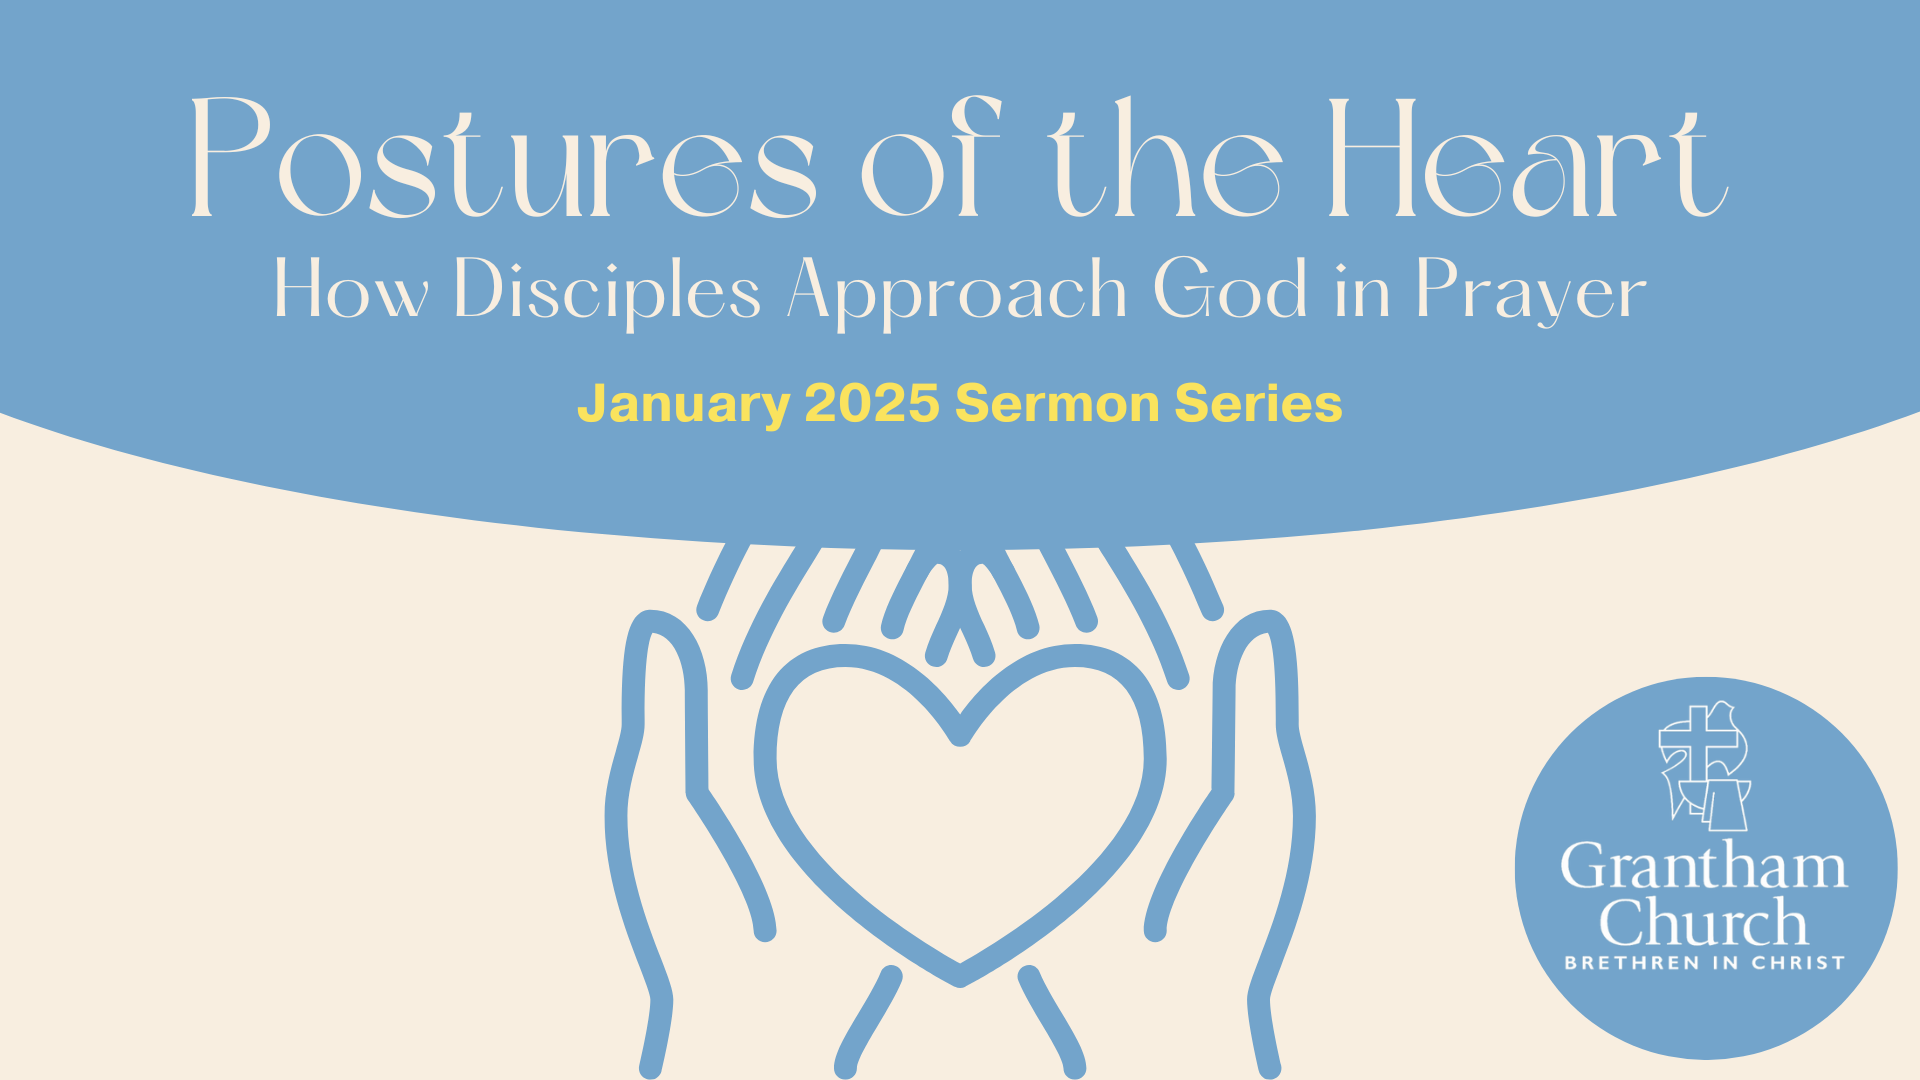 Postures of the Heart
How Disciples Approach God in Prayer
January 2025 Sermon Series
Grantham
Church
BRETHREN IN CHRIST